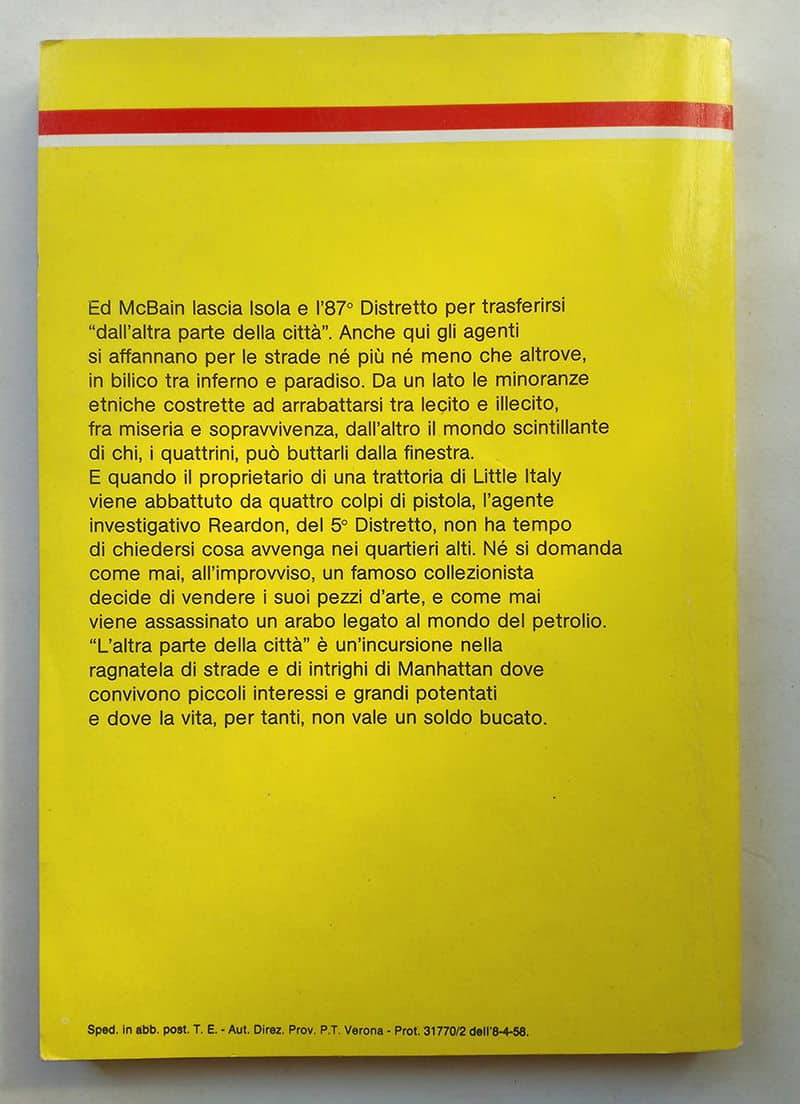 Ed McBain lascia Isola e l'87° Distretto per trasferirsi
“dall'altra parte della città”. Anche qui gli agenti
si affannano per le strade né più né meno che altrove,
in bilico tra inferno e paradiso. Da un lato le minoranze
etniche costrette ad arrabattarsi tra lecito e illecito,
fra miseria e sopravvivenza, dall'altro il mondo scintillante
di chi, i quattrini, può buttarli dalla finestra.
E quando il proprietario di una trattoria di Little Italy
viene abbattuto da quattro colpi di pistola, l'agente
investigativo Reardon, del 5° Distretto, non ha tempo
di chiedersi cosa avvenga nei quartieri alti. Né si domanda
come mai, all'improvviso, un famoso collezionista
decide di vendere i suoi pezzi d'arte, e come mai
viene assassinato un arabo legato al mondo del petrolio.
“L'altra parte della città” è un'incursione nella
ragnatela di strade e di intrighi di Manhattan dove
convivono piccoli interessi e grandi potentati
e dove la vita, per tanti, non vale un soldo bucato.
Sped. in abb. post. T. E. - Aut. Direz. Prov. P.T. Verona - Prot. 31770/2 dell'8-4-58.